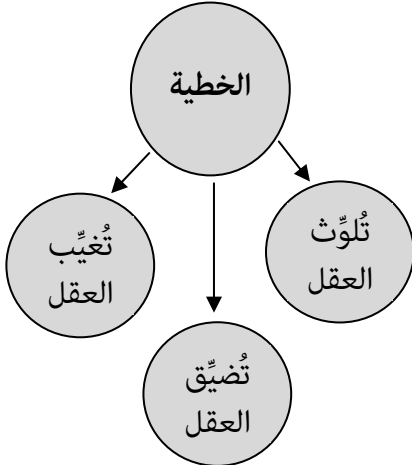 الخطية
تُلوِّث
العقل
تُغيِّب
العقل
تُضيِّق
العقل